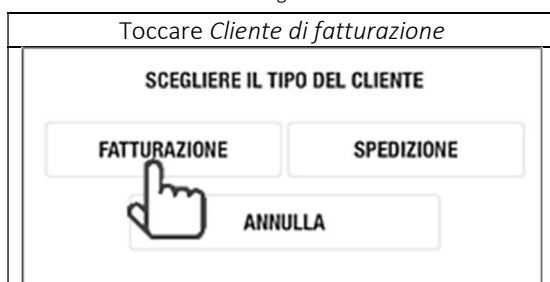 Toccare Cliente di fatturazione
SCEGLIERE IL TIPO DEL CLIENTE
FATTURAZIONE SPEDIZIONE
ANNULLA